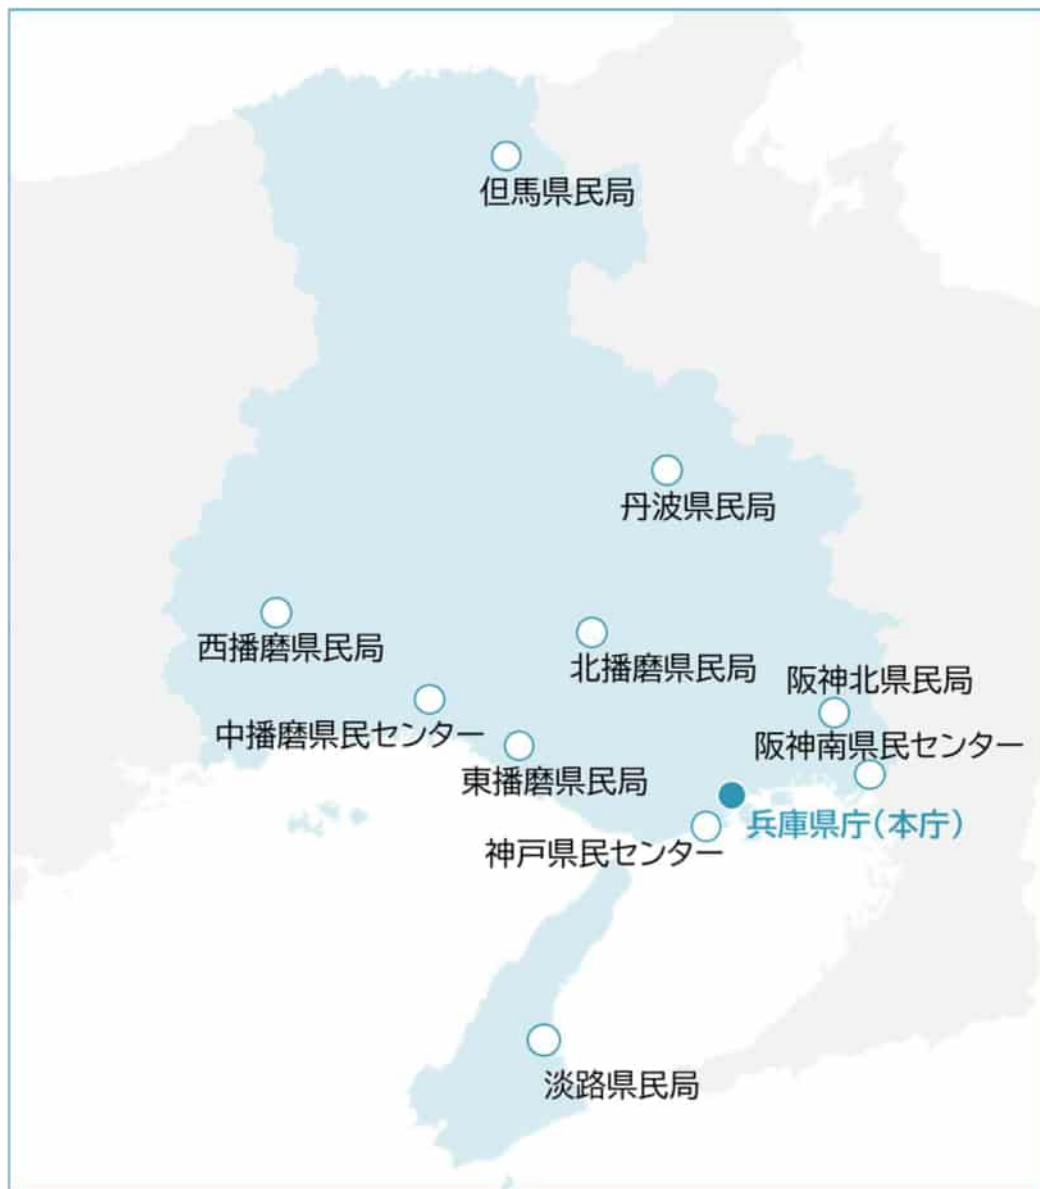 但馬県民局
丹波県民局
西播磨県民局
北播磨県民局
阪神北県民局
中播磨県民センター
阪神南県民センター
東播磨県民局
兵庫県庁(本庁)
神戸県民センター
淡路県民局